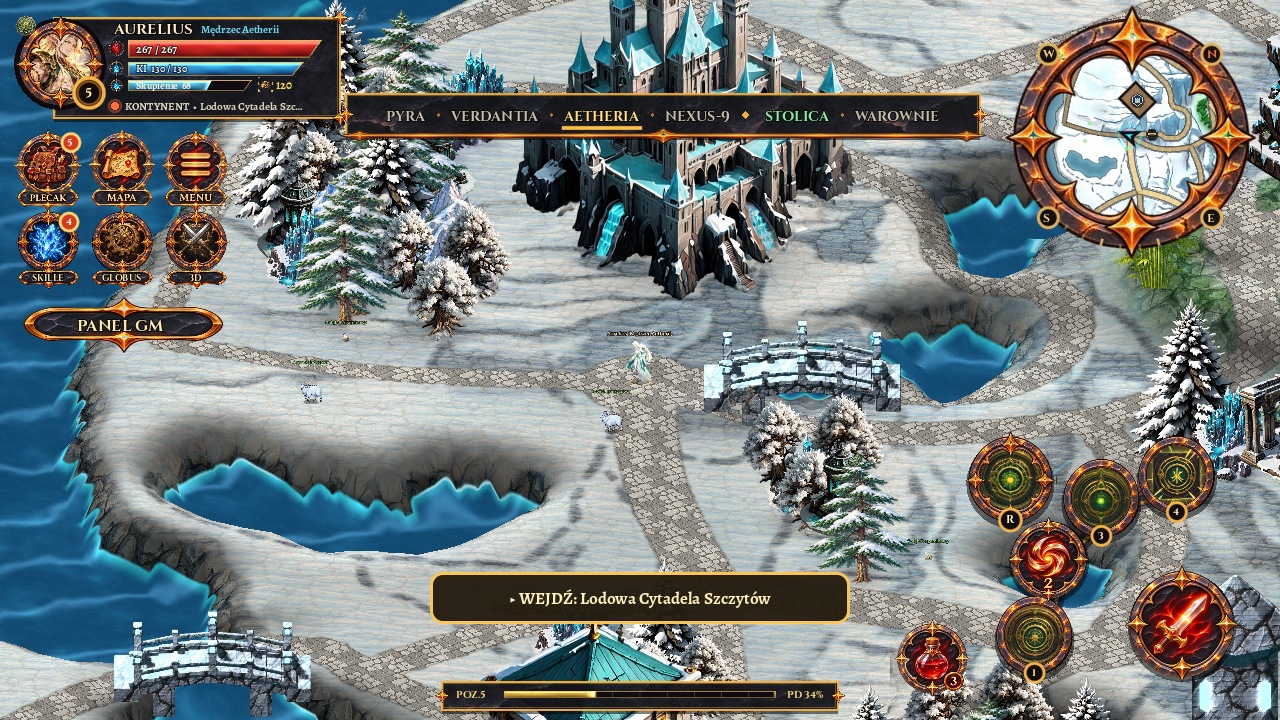 AURELIUS Mędrzec Aetherii
267 / 267
KI 130/130
Skupienie 68
120
5
KONTYNENT • Lodowa Cytadela Szc...
PYRA • VERDANTIA • AETHERIA • NEXUS-9 ◆ STOLICA • WAROWNIE
W
N
S
E
5
PLECAK
MAPA
MENU
4
SKILLE
GLOBUS
3D
PANEL GM
R
3
4
2
1
3
▸ WEJDŹ: Lodowa Cytadela Szczytów
POZ.5
PD 34%